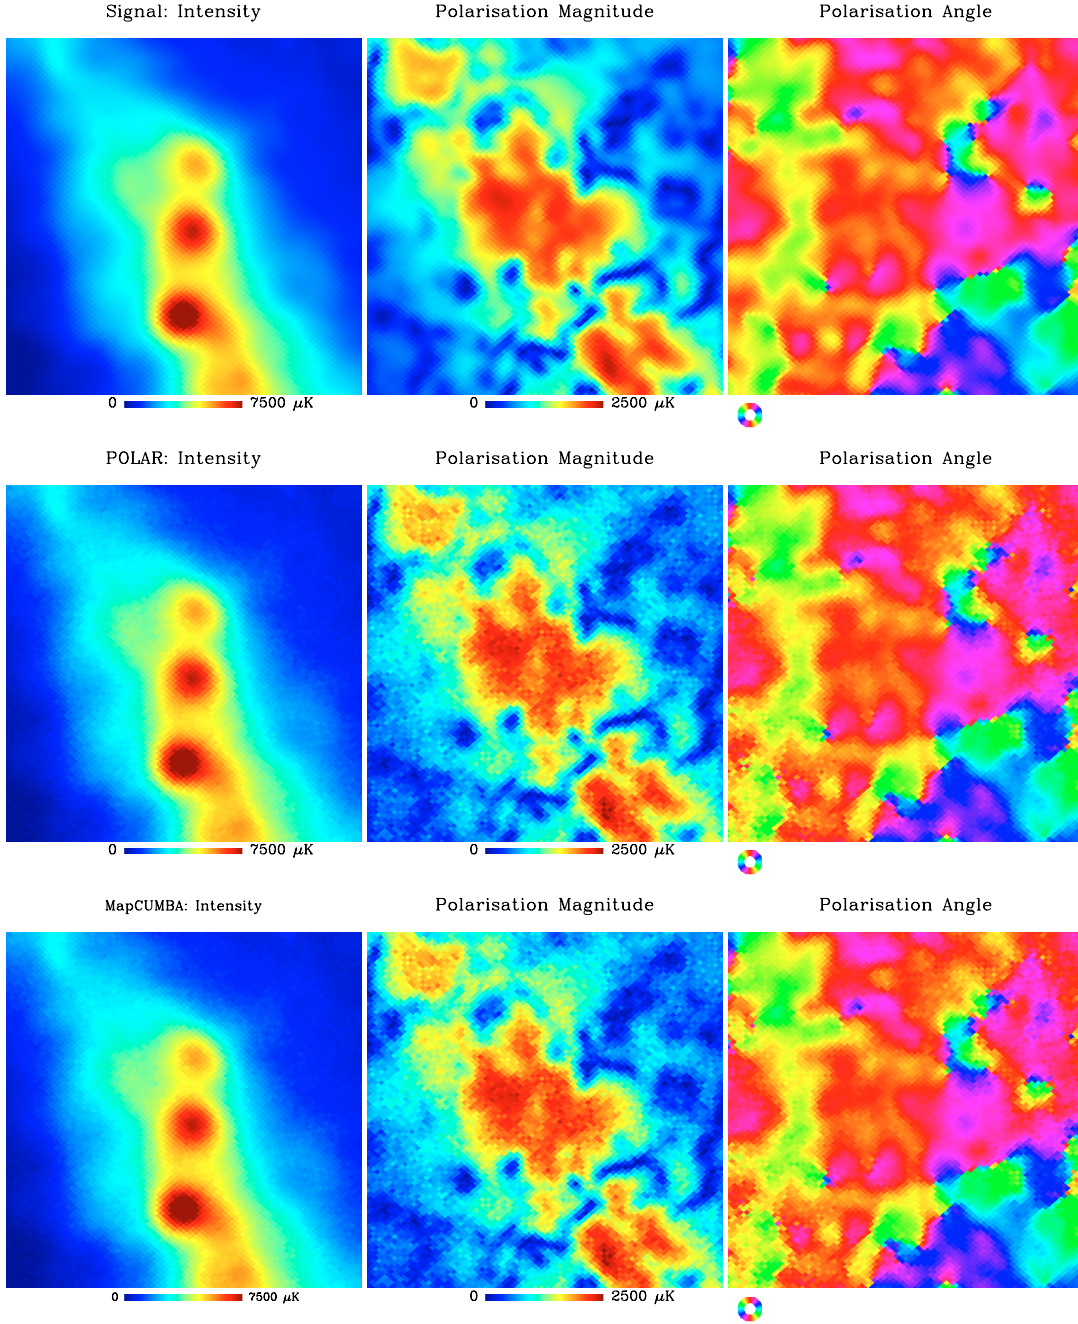 Signal: Intensity Polarisation Magnitude Polarisation Angle
0 7500 μK 0 2500 μK
POLAR: Intensity Polarisation Magnitude Polarisation Angle
0 7500 μK 0 2500 μK
MapCUMBA: Intensity Polarisation Magnitude Polarisation Angle
0 7500 μK 0 2500 μK